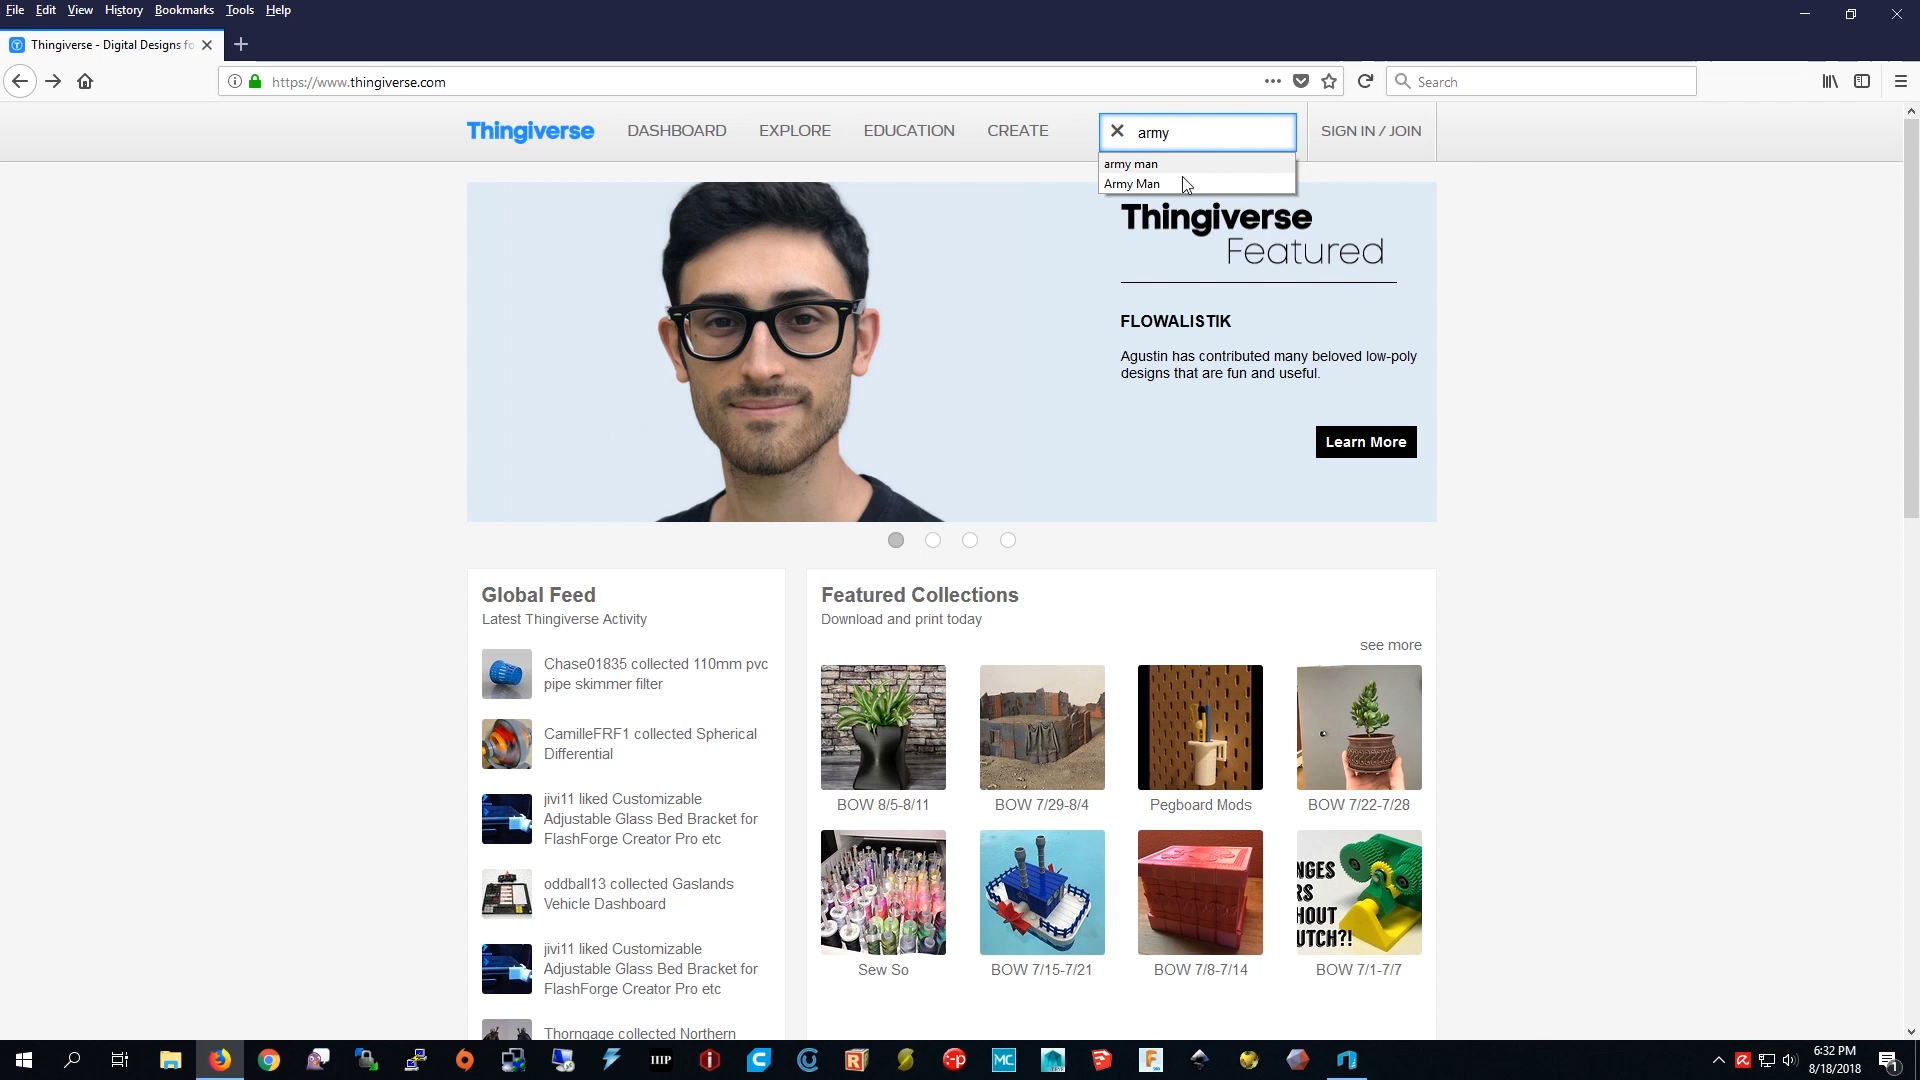 File Edit View History Bookmarks Tools Help
Thingiverse - Digital Designs fo
https://www.thingiverse.com
Search
Thingiverse DASHBOARD EXPLORE EDUCATION CREATE army SIGN IN / JOIN
army man
Army Man
Thingiverse
Featured
FLOWALISTIK
Agustin has contributed many beloved low-poly
designs that are fun and useful.
Learn More
Global Feed
Latest Thingiverse Activity
Chase01835 collected 110mm pvc
pipe skimmer filter
CamilleFRF1 collected Spherical
Differential
jivi11 liked Customizable
Adjustable Glass Bed Bracket for
FlashForge Creator Pro etc
oddball13 collected Gaslands
Vehicle Dashboard
jivi11 liked Customizable
Adjustable Glass Bed Bracket for
FlashForge Creator Pro etc
Thorngage collected Northern
Featured Collections
Download and print today
see more
BOW 8/5-8/11
BOW 7/29-8/4
Pegboard Mods
BOW 7/22-7/28
NGES
RS
HOUT
UTCH?!
Sew So
BOW 7/15-7/21
BOW 7/8-7/14
BOW 7/1-7/7
IIIP
MC
6:32 PM
8/18/2018
1